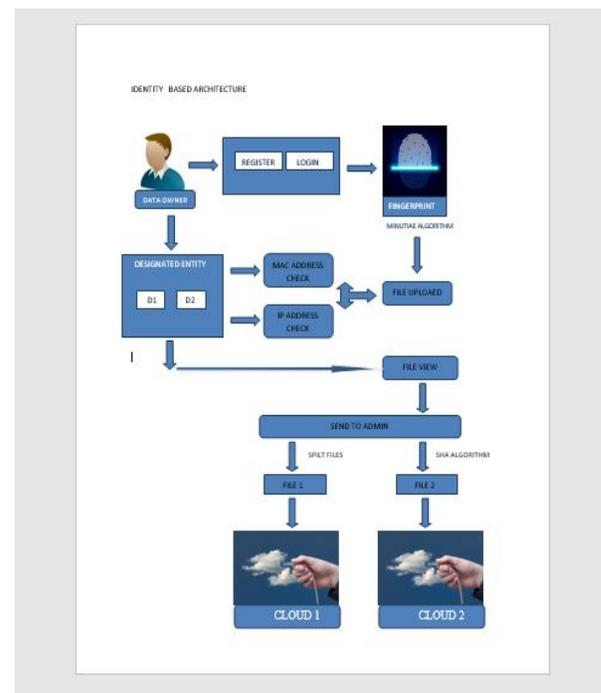 IDENTITY BASED ARCHITECTURE
REGISTER
LOGIN
DATA OWNER
FINGERPRINT
MINUTIAE ALGORITHM
DESIGNATED ENTITY
D1
D2
MAC ADDRESS
CHECK
IP ADDRESS
CHECK
FILE UPLOAED
FILE VIEW
SEND TO ADMIN
SPILT FILES
SHA ALGORITHM
FILE 1
FILE 2
CLOUD 1
CLOUD 2